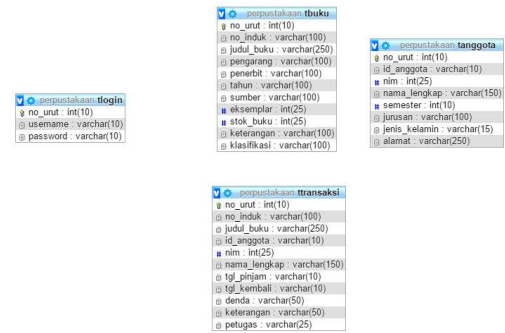 perpustakaan tlogin
no_urut : int(10)
username : varchar(10)
password : varchar(10)
perpustakaan tbuku
no_urut : int(10)
no_induk : varchar(100)
judul_buku : varchar(250)
pengarang : varchar(100)
penerbit : varchar(100)
tahun : varchar(100)
sumber : varchar(100)
# eksemplar : int(25)
# stok_buku : int(25)
keterangan : varchar(100)
klasifikasi : varchar(100)
perpustakaan tanggota
no_urut : int(10)
id_anggota : varchar(10)
# nim : int(25)
nama_lengkap : varchar(150)
# semester : int(10)
jurusan : varchar(100)
jenis_kelamin : varchar(15)
alamat : varchar(250)
perpustakaan ttransaksi
no_urut : int(10)
no_induk : varchar(100)
judul_buku : varchar(250)
id_anggota : varchar(10)
# nim : int(25)
nama_lengkap : varchar(150)
tgl_pinjam : varchar(10)
tgl_kembali : varchar(10)
denda : varchar(50)
keterangan : varchar(50)
petugas : varchar(25)